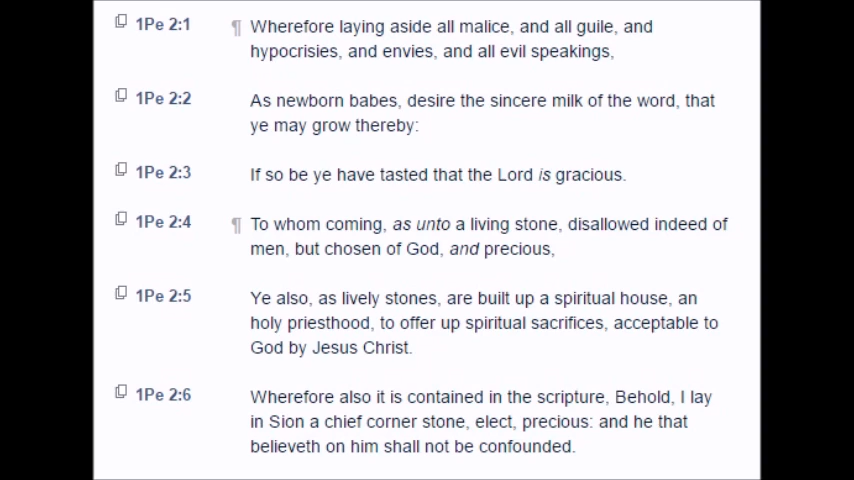 1Pe 2:1 ¶ Wherefore laying aside all malice, and all guile, and
hypocrisies, and envies, and all evil speakings,
1Pe 2:2 As newborn babes, desire the sincere milk of the word, that
ye may grow thereby:
1Pe 2:3 If so be ye have tasted that the Lord is gracious.
1Pe 2:4 ¶ To whom coming, as unto a living stone, disallowed indeed of
men, but chosen of God, and precious,
1Pe 2:5 Ye also, as lively stones, are built up a spiritual house, an
holy priesthood, to offer up spiritual sacrifices, acceptable to
God by Jesus Christ.
1Pe 2:6 Wherefore also it is contained in the scripture, Behold, I lay
in Sion a chief corner stone, elect, precious: and he that
believeth on him shall not be confounded.